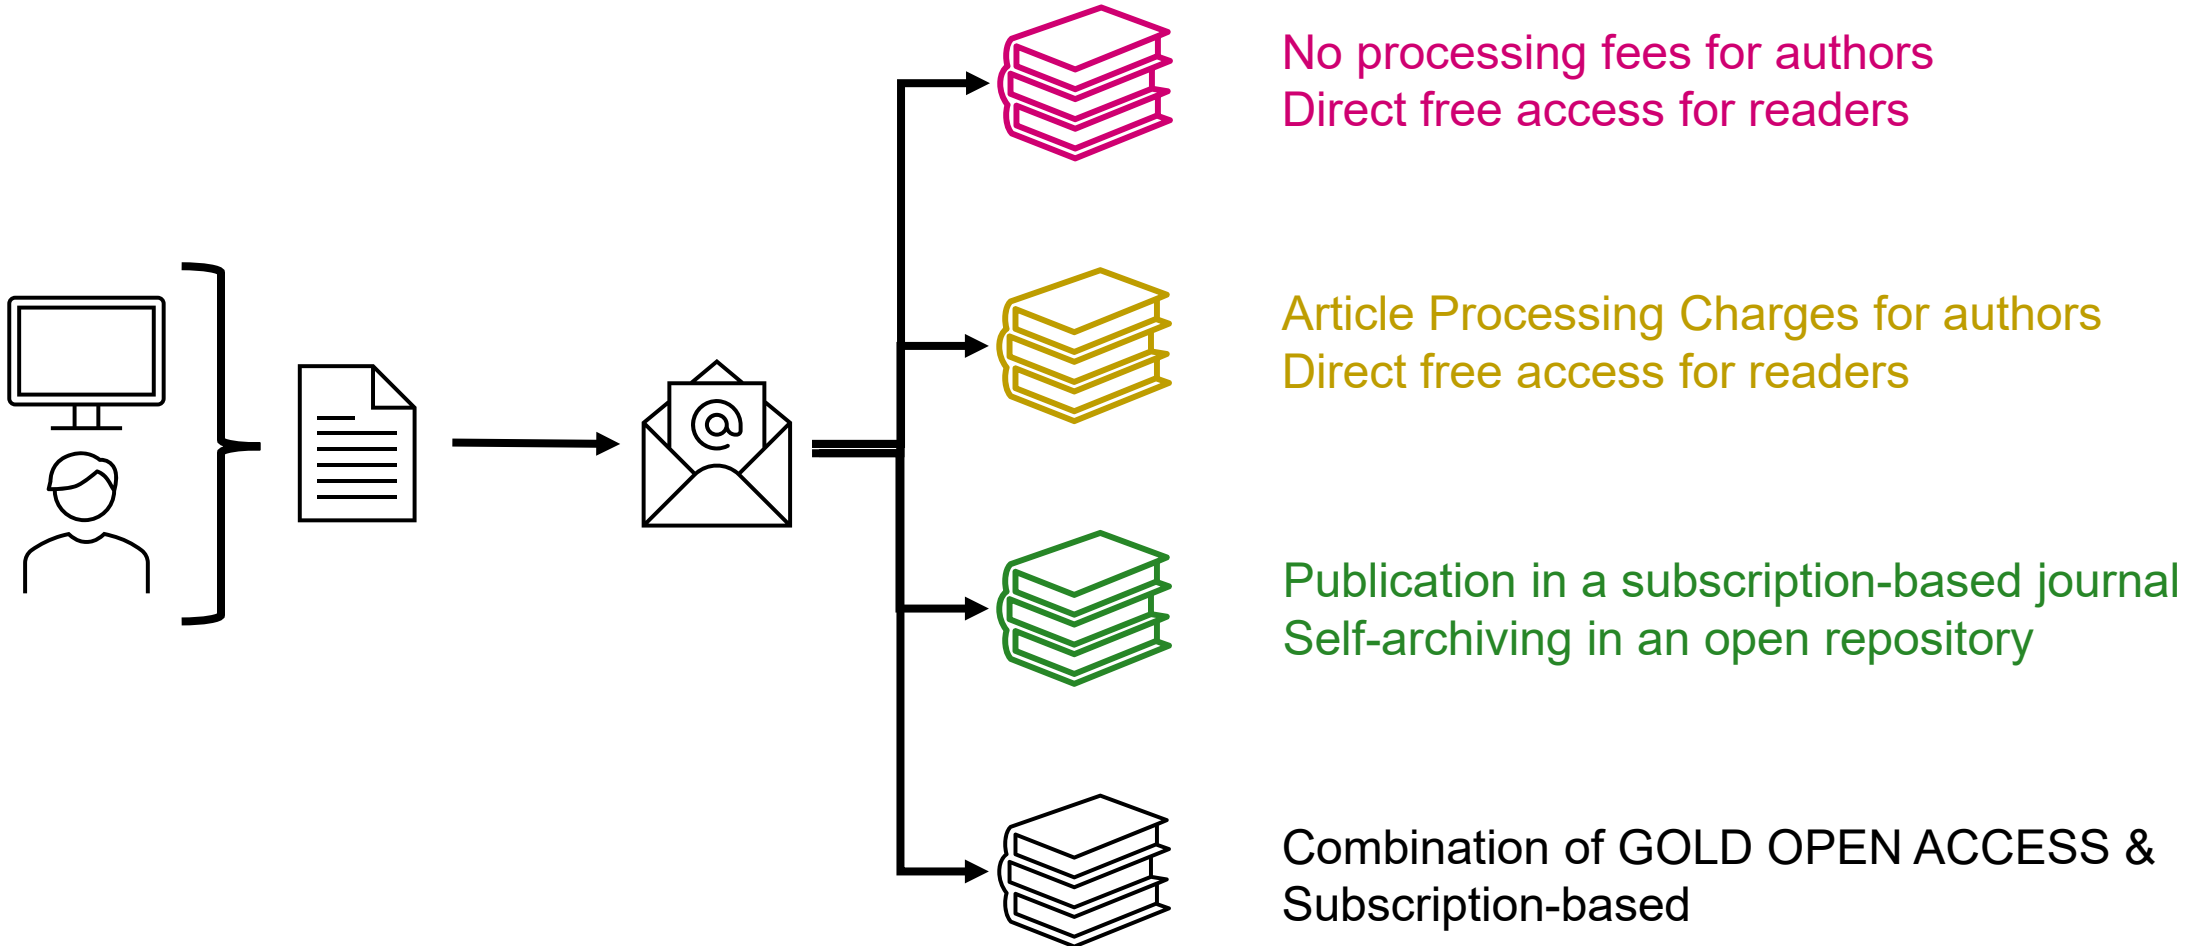 No processing fees for authors
Direct free access for readers
Article Processing Charges for authors
Direct free access for readers
@
Publication in a subscription-based journal
Self-archiving in an open repository
Combination of GOLD OPEN ACCESS &
Subscription-based